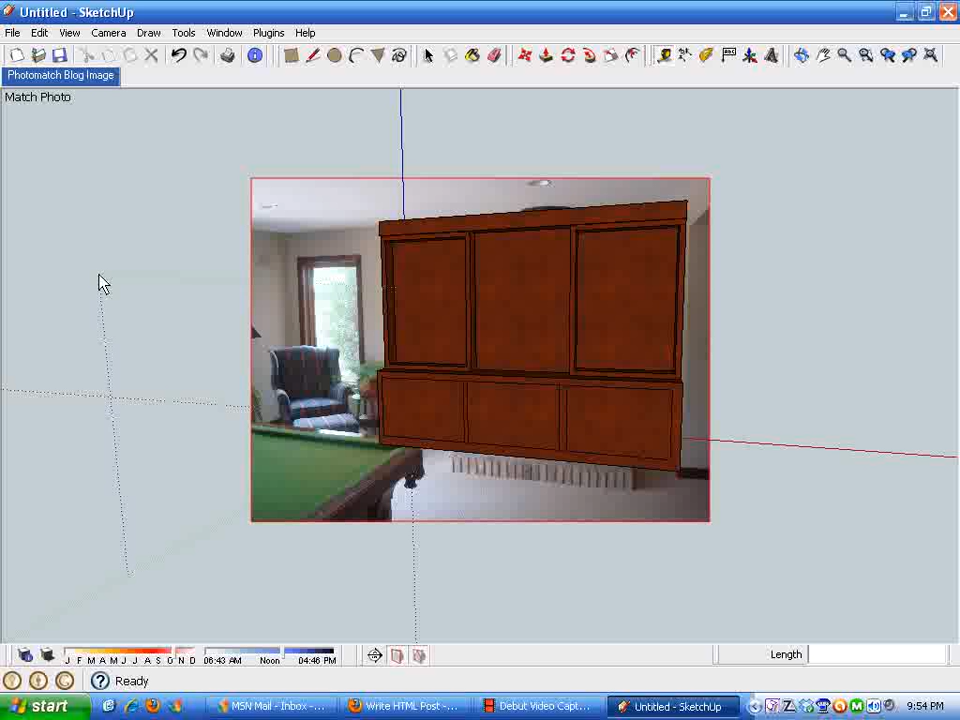 Untitled - SketchUp
File Edit View Camera Draw Tools Window Plugins Help
Photomatch Blog Image
Match Photo
J F M A M J J A S O N D 06:43 AM Noon 04:46 PM
Length
Ready
start MSN Mail - Inbox -... Write HTML Post -... Debut Video Capt... Untitled - SketchUp 9:54 PM